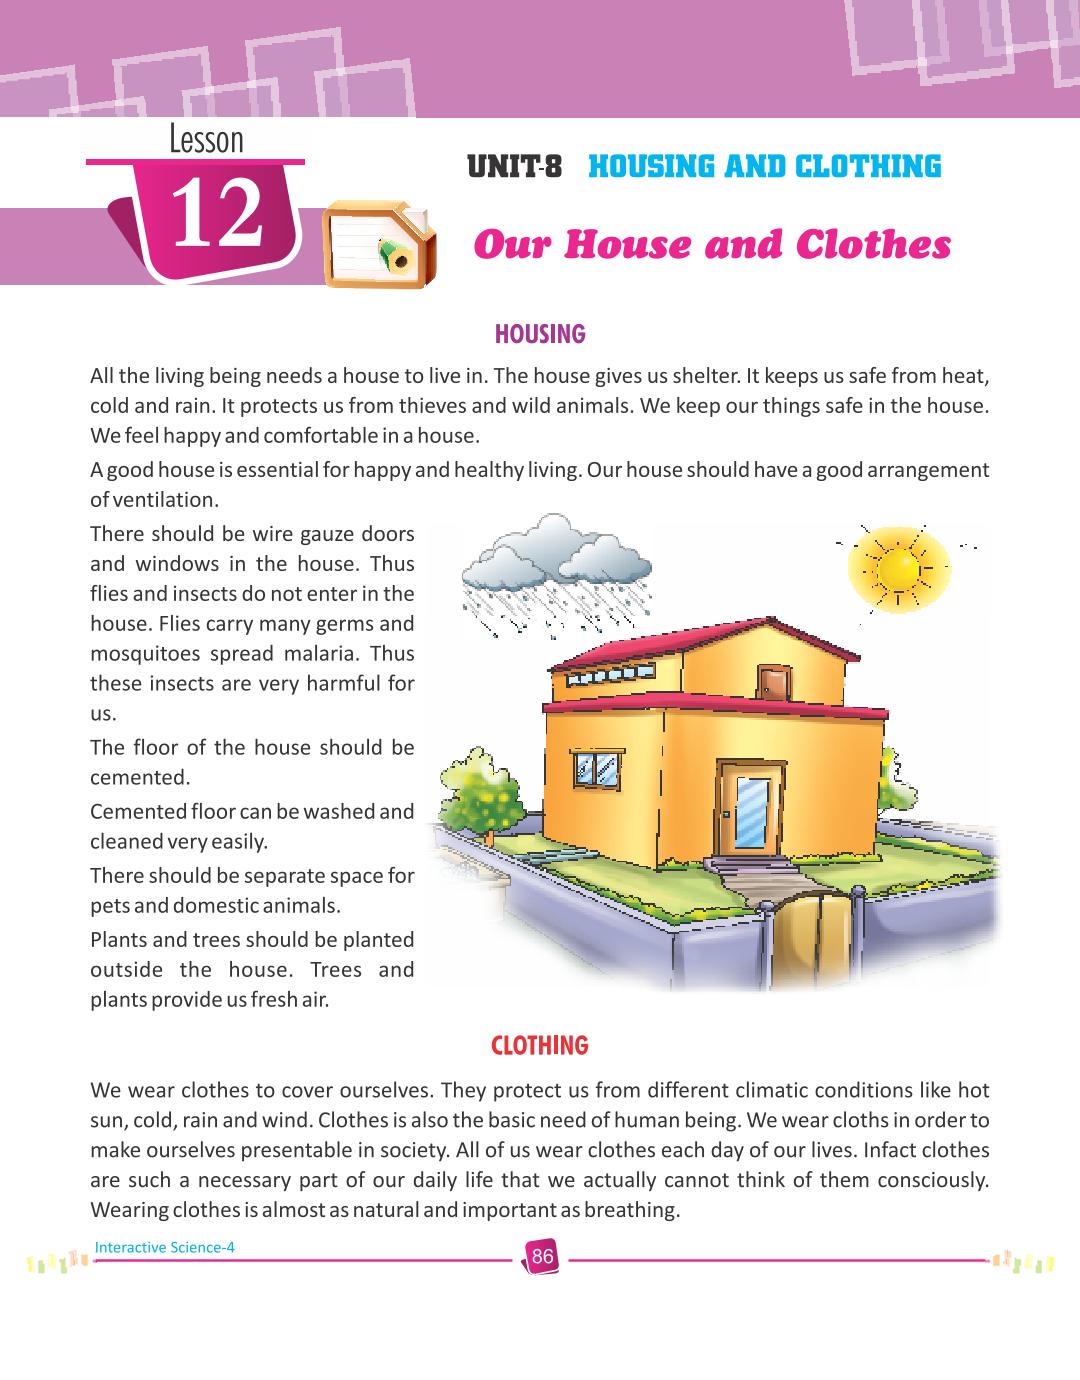 Lesson
12
UNIT-8 HOUSING AND CLOTHING
Our House and Clothes
HOUSING
All the living being needs a house to live in. The house gives us shelter. It keeps us safe from heat,
cold and rain. It protects us from thieves and wild animals. We keep our things safe in the house.
We feel happy and comfortable in a house.
A good house is essential for happy and healthy living. Our house should have a good arrangement
of ventilation.
There should be wire gauze doors
and windows in the house. Thus
flies and insects do not enter in the
house. Flies carry many germs and
mosquitoes spread malaria. Thus
these insects are very harmful for
us.
The floor of the house should be
cemented.
Cemented floor can be washed and
cleaned very easily.
There should be separate space for
pets and domestic animals.
Plants and trees should be planted
outside the house. Trees and
plants provide us fresh air.
CLOTHING
We wear clothes to cover ourselves. They protect us from different climatic conditions like hot
sun, cold, rain and wind. Clothes is also the basic need of human being. We wear cloths in order to
make ourselves presentable in society. All of us wear clothes each day of our lives. Infact clothes
are such a necessary part of our daily life that we actually cannot think of them consciously.
Wearing clothes is almost as natural and important as breathing.
Interactive Science-4
86